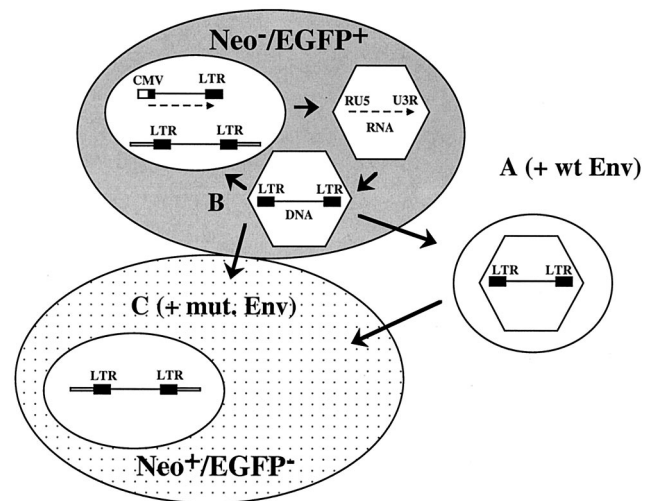 Neo⁻/EGFP⁺
CMV LTR
LTR LTR
RU5 U3R
RNA
B
LTR LTR
DNA
A (+ wt Env)
LTR LTR
C (+ mut. Env)
LTR LTR
Neo⁺/EGFP⁻